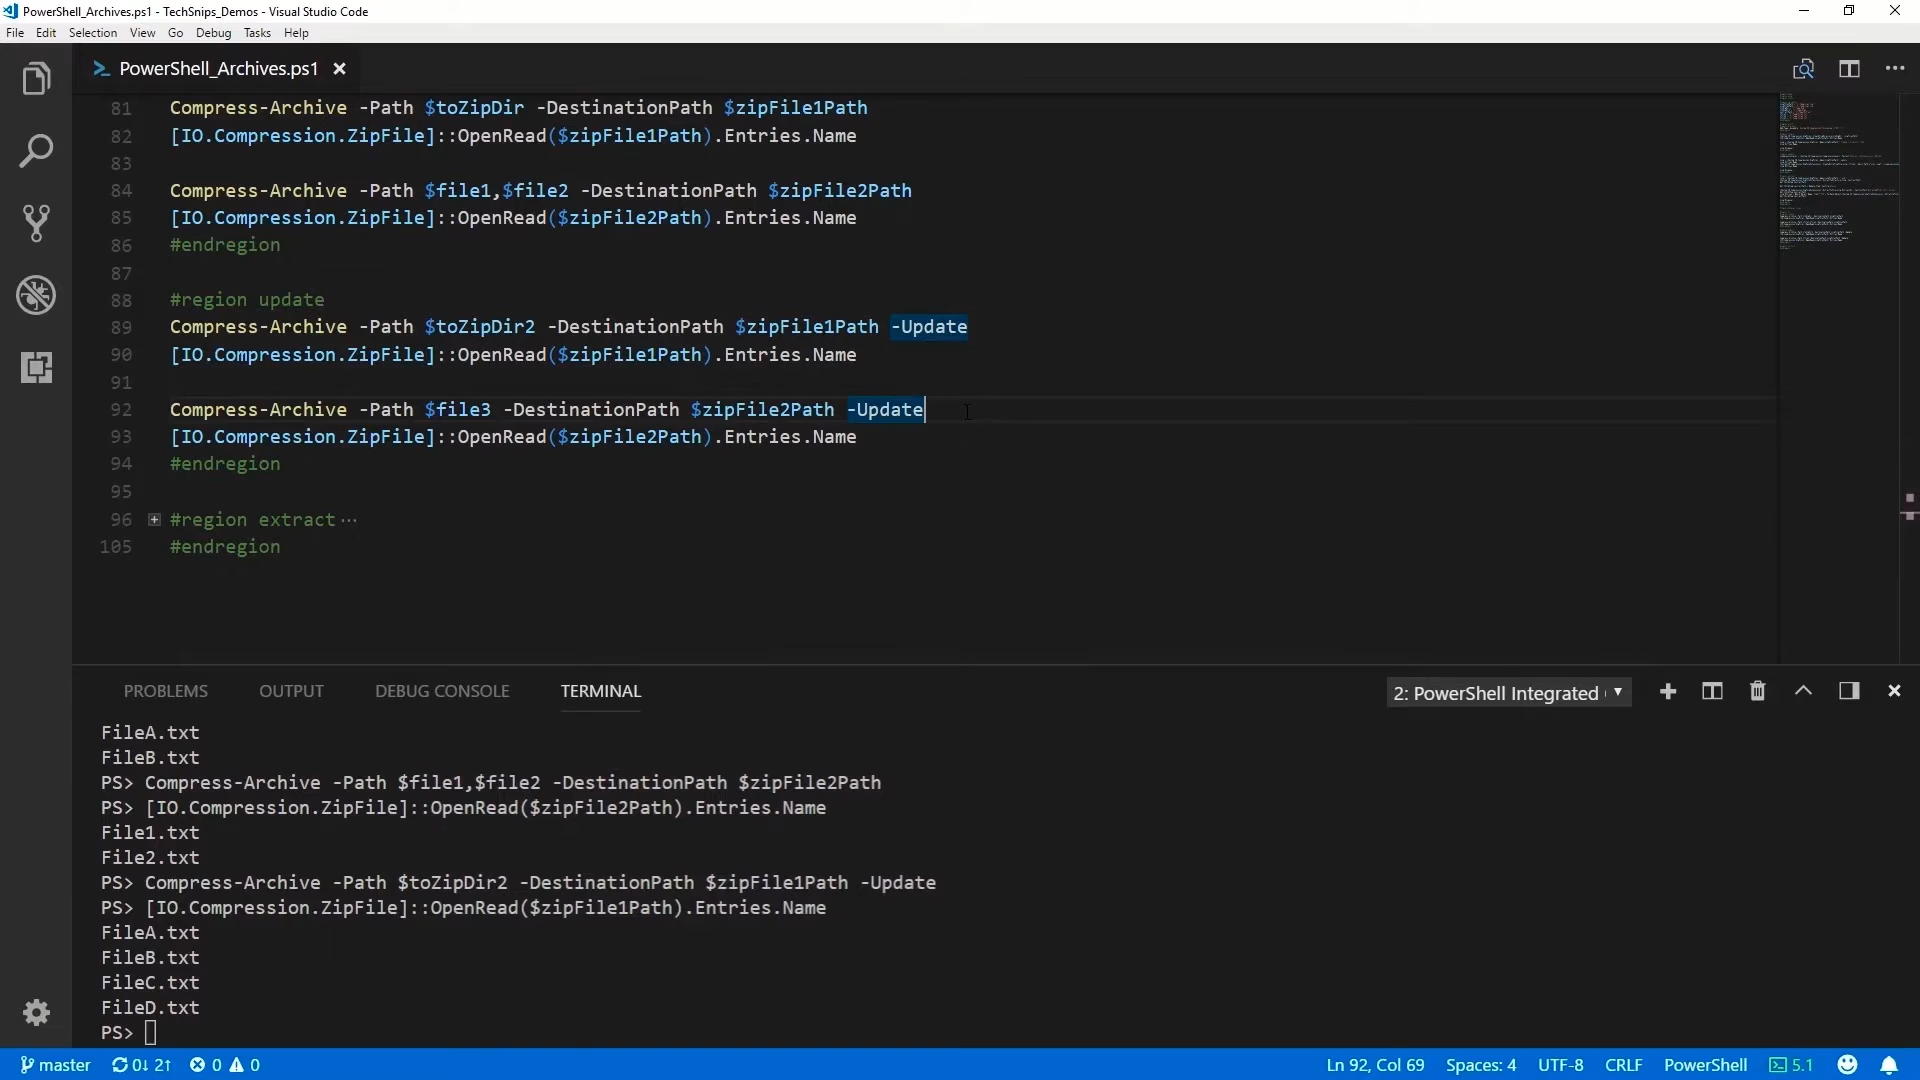 PowerShell_Archives.ps1 - TechSnips_Demos - Visual Studio Code
File Edit Selection View Go Debug Tasks Help
PowerShell_Archives.ps1
81 Compress-Archive -Path $toZipDir -DestinationPath $zipFile1Path
82 [IO.Compression.ZipFile]::OpenRead($zipFile1Path).Entries.Name
83
84 Compress-Archive -Path $file1,$file2 -DestinationPath $zipFile2Path
85 [IO.Compression.ZipFile]::OpenRead($zipFile2Path).Entries.Name
86 #endregion
87
88 #region update
89 Compress-Archive -Path $toZipDir2 -DestinationPath $zipFile1Path -Update
90 [IO.Compression.ZipFile]::OpenRead($zipFile1Path).Entries.Name
91
92 Compress-Archive -Path $file3 -DestinationPath $zipFile2Path -Update
93 [IO.Compression.ZipFile]::OpenRead($zipFile2Path).Entries.Name
94 #endregion
95
96 #region extract ...
105 #endregion
PROBLEMS OUTPUT DEBUG CONSOLE TERMINAL 2: PowerShell Integrated
FileA.txt
FileB.txt
PS> Compress-Archive -Path $file1,$file2 -DestinationPath $zipFile2Path
PS> [IO.Compression.ZipFile]::OpenRead($zipFile2Path).Entries.Name
File1.txt
File2.txt
PS> Compress-Archive -Path $toZipDir2 -DestinationPath $zipFile1Path -Update
PS> [IO.Compression.ZipFile]::OpenRead($zipFile1Path).Entries.Name
FileA.txt
FileB.txt
FileC.txt
FileD.txt
PS>
master 0↓ 2↑ 0 0 Ln 92, Col 69 Spaces: 4 UTF-8 CRLF PowerShell 5.1